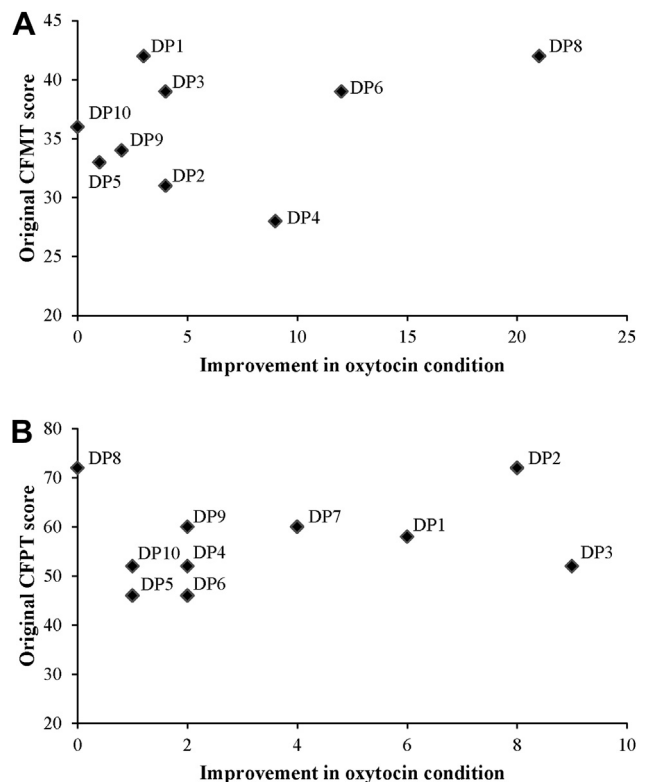 A
45
40
35
30
25
20
Original CFMT score
DP1
DP8
DP3
DP6
DP10
DP9
DP5
DP2
DP4
0 5 10 15 20 25
Improvement in oxytocin condition
B
80
70
60
50
40
30
20
Original CFPT score
DP8
DP2
DP9
DP7
DP1
DP10
DP4
DP3
DP5
DP6
0 2 4 6 8 10
Improvement in oxytocin condition